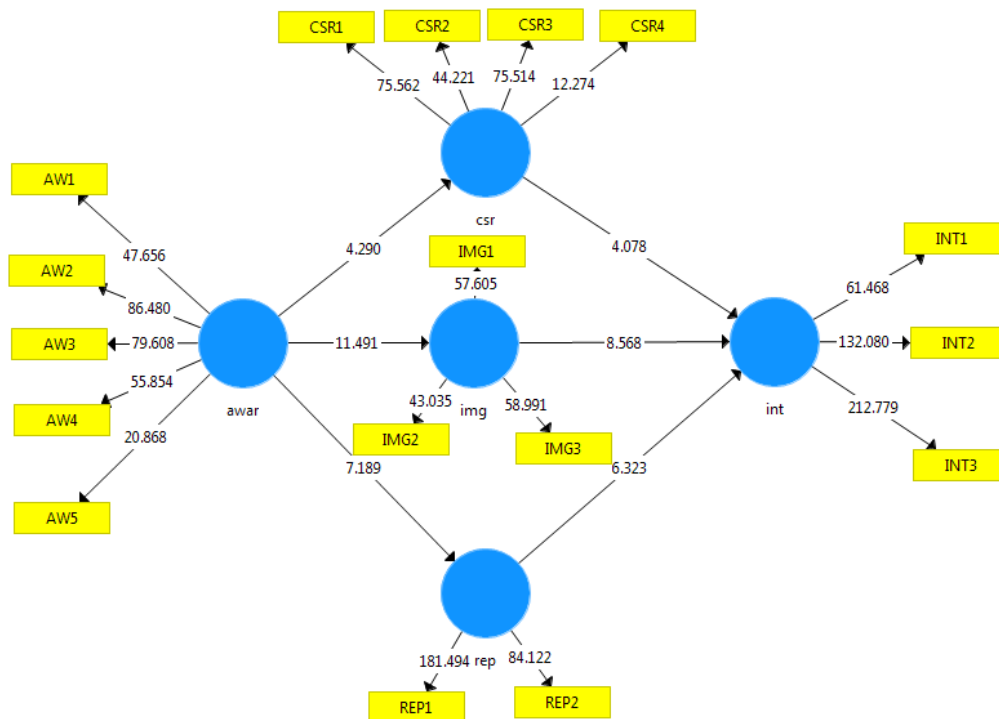 CSR1
CSR2
CSR3
CSR4
75.562
44.221
75.514
12.274
csr
AW1
AW2
AW3
AW4
AW5
47.656
86.480
79.608
55.854
20.868
awar
4.290
11.491
7.189
IMG1
57.605
43.035
58.991
img
IMG2
IMG3
4.078
8.568
6.323
int
61.468
132.080
212.779
INT1
INT2
INT3
181.494 rep 84.122
REP1
REP2